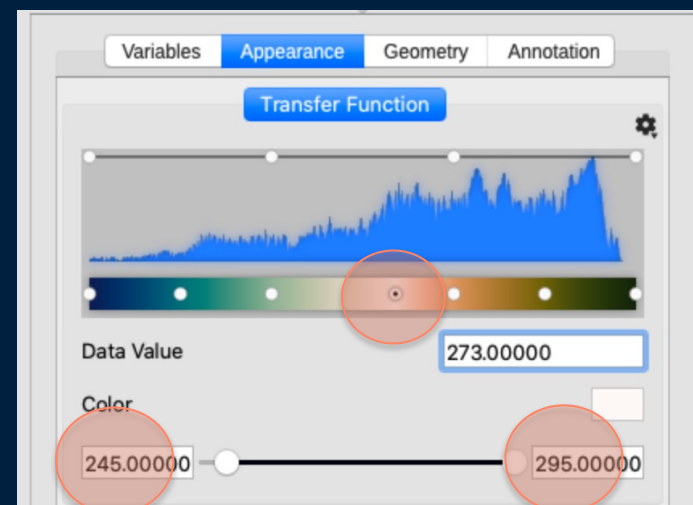 Variables Appearance Geometry Annotation
Transfer Function
Data Value 273.00000
Color
245.00000 295.00000